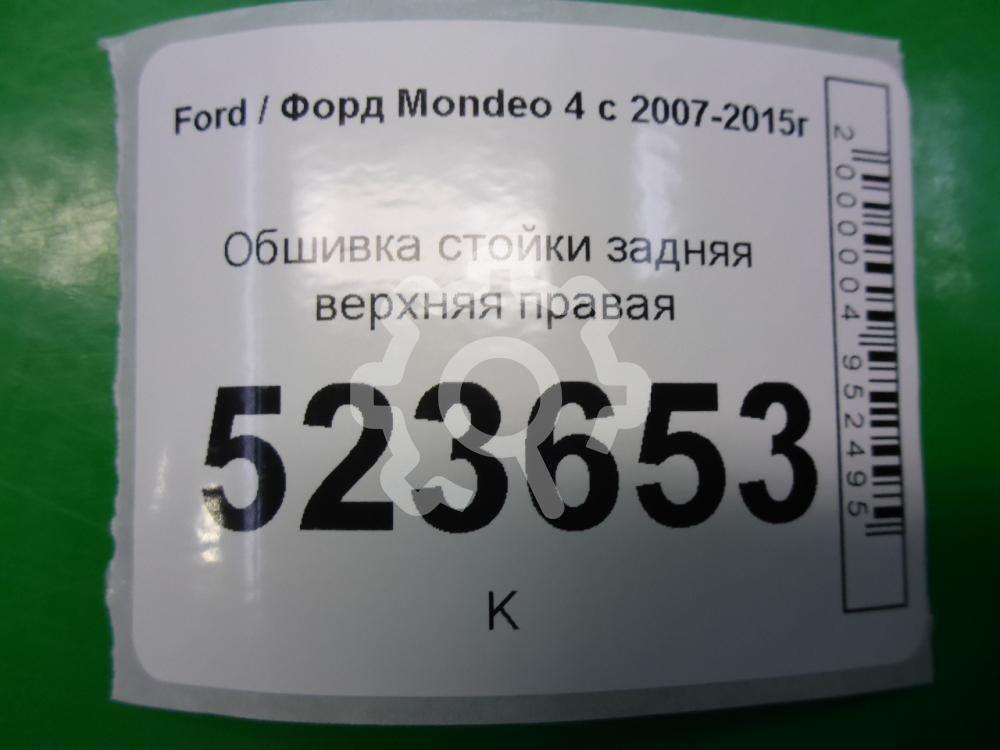 Ford / Форд Mondeo 4 с 2007-2015г
Обшивка стойки задняя
верхняя правая
523653
К
2000004952495